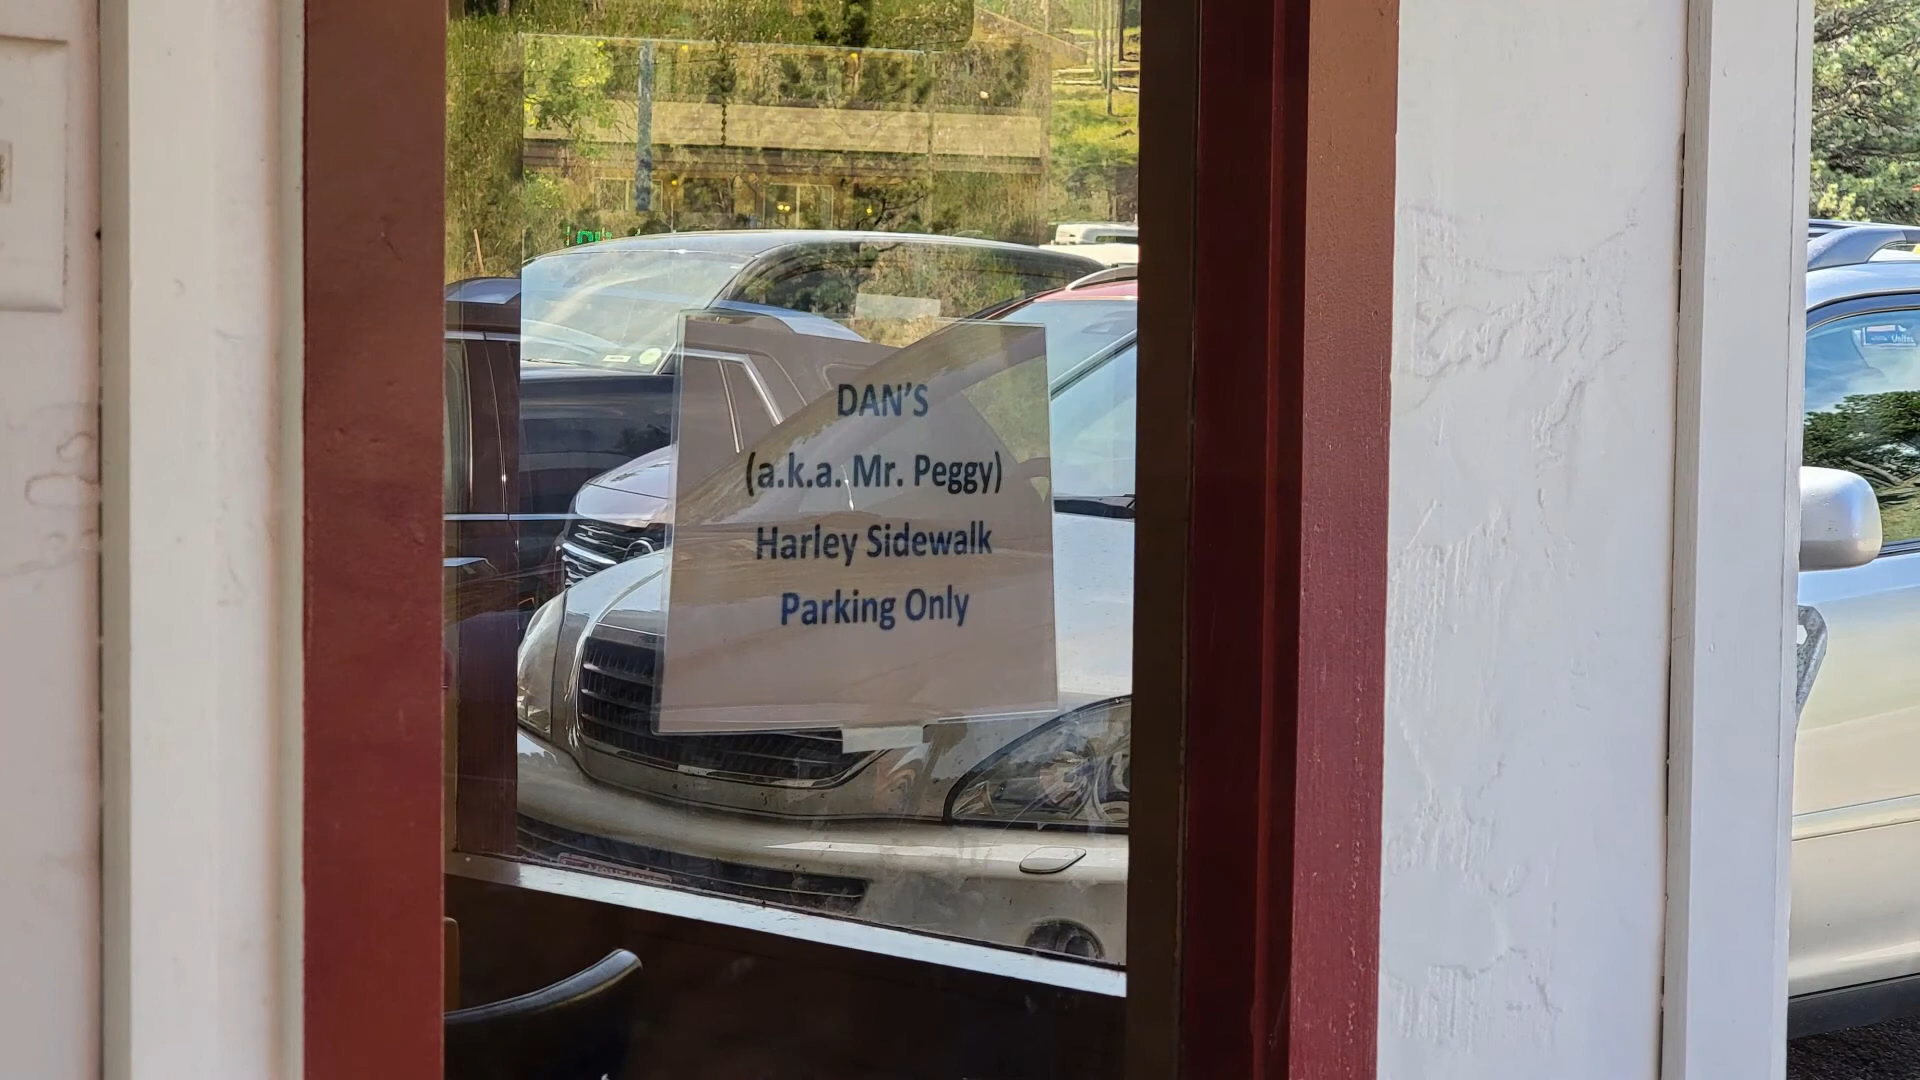 DAN'S
(a.k.a. Mr. Peggy)
Harley Sidewalk
Parking Only